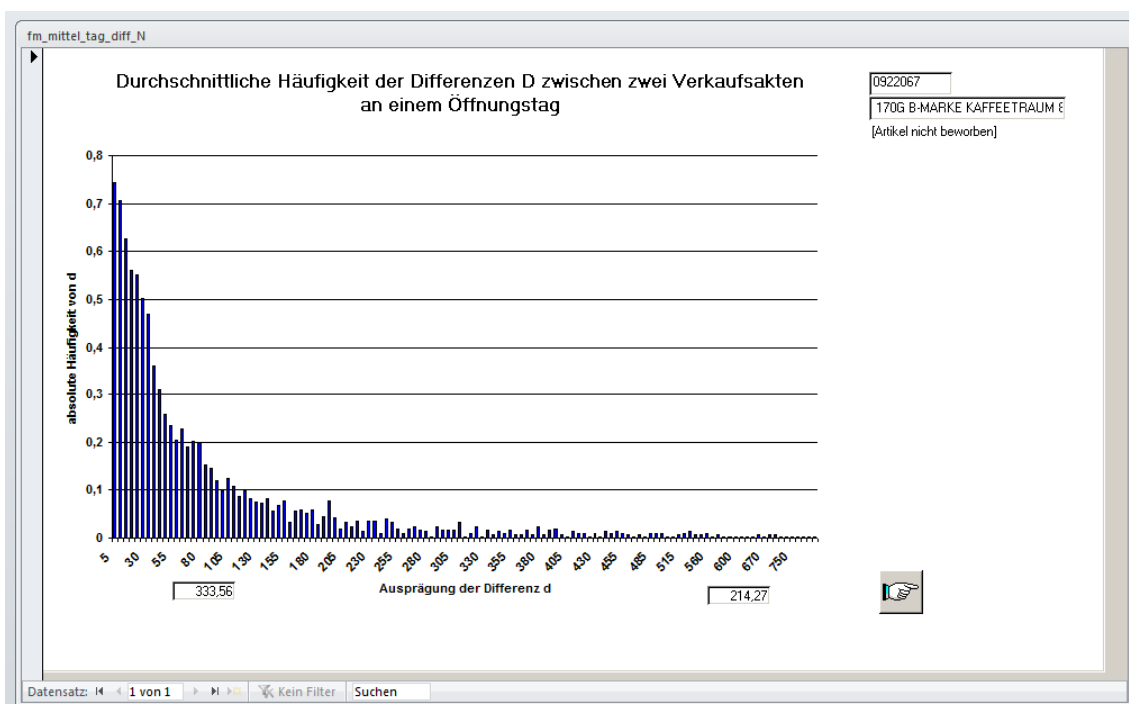 fm_mittel_tag_diff_N
Durchschnittliche Häufigkeit der Differenzen D zwischen zwei Verkaufsakten
an einem Öffnungstag
0922067
170G B-MARKE KAFFEETRAUM
[Artikel nicht beworben]
absolute Häufigkeit von d
0,8
0,7
0,6
0,5
0,4
0,3
0,2
0,1
0
5 30 55 80 105 130 155 180 205 230 255 280 305 330 355 380 405 430 455 485 515 560 600 670 750
333,56
Ausprägung der Differenz d
214,27
Datensatz: 1 von 1 Kein Filter Suchen